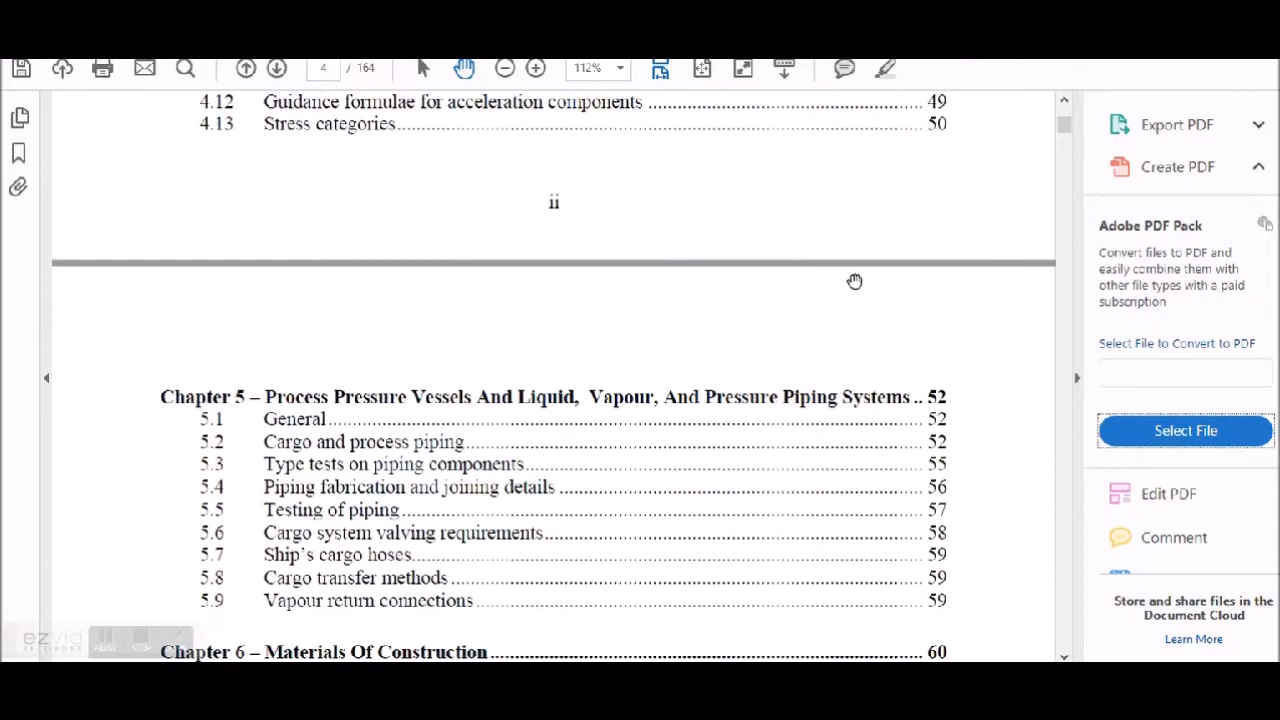 4 / 164
112%
4.12 Guidance formulae for acceleration components ........................................................ 49
4.13 Stress categories........................................................................................................ 50
ii
Chapter 5 – Process Pressure Vessels And Liquid, Vapour, And Pressure Piping Systems .. 52
5.1 General...................................................................................................................... 52
5.2 Cargo and process piping.......................................................................................... 52
5.3 Type tests on piping components.............................................................................. 55
5.4 Piping fabrication and joining details ....................................................................... 56
5.5 Testing of piping....................................................................................................... 57
5.6 Cargo system valving requirements.......................................................................... 58
5.7 Ship's cargo hoses..................................................................................................... 59
5.8 Cargo transfer methods ............................................................................................. 59
5.9 Vapour return connections ........................................................................................ 59
Chapter 6 – Materials Of Construction ................................................................................ 60
Export PDF
Create PDF
Adobe PDF Pack
Convert files to PDF and
easily combine them with
other file types with a paid
subscription
Select File to Convert to PDF
Select File
Edit PDF
Comment
Store and share files in the
Document Cloud
Learn More
ezvid
RECORDER
PAUSE
STOP